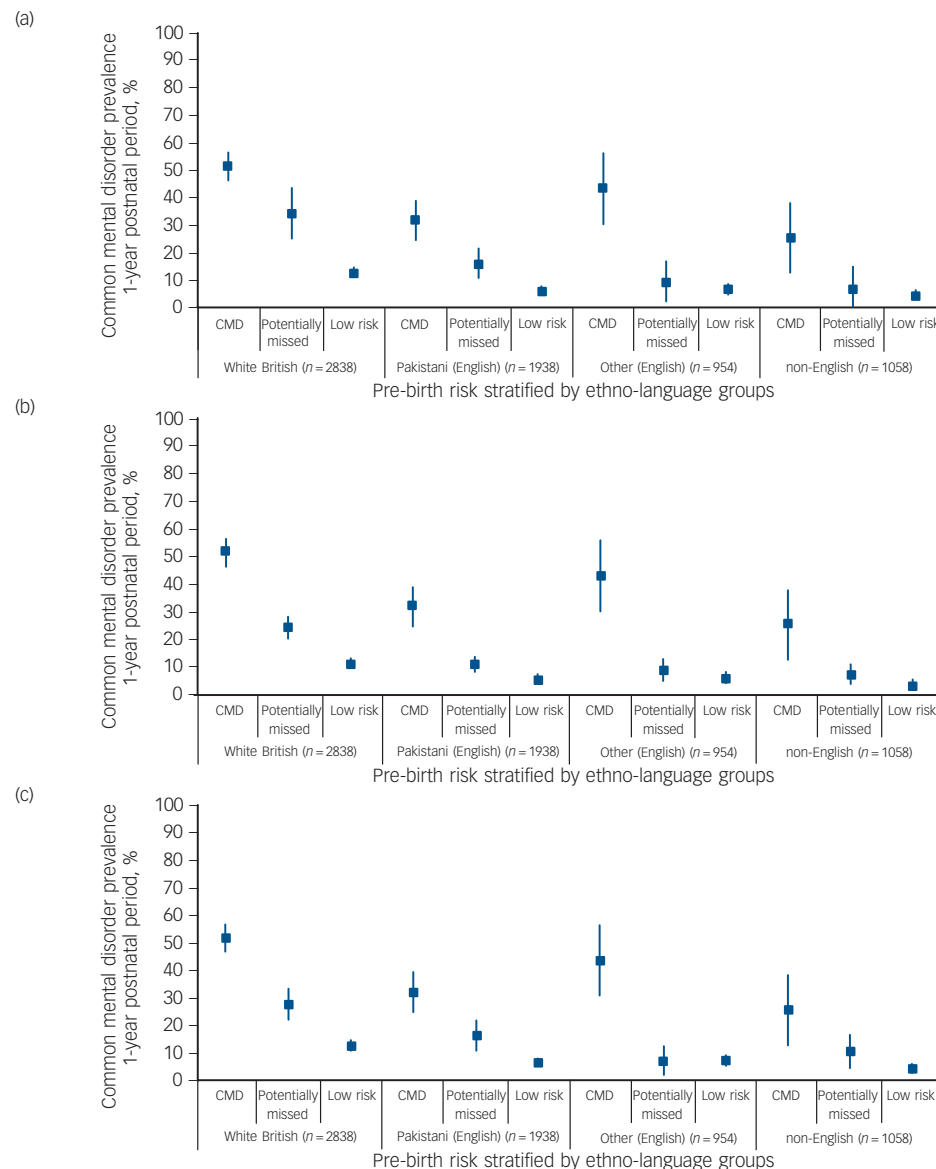 (a)
Common mental disorder prevalence
1-year postnatal period, %
100
90
80
70
60
50
40
30
20
10
0
CMD Potentially missed Low risk CMD Potentially missed Low risk CMD Potentially missed Low risk CMD Potentially missed Low risk
White British (n = 2838) Pakistani (English) (n = 1938) Other (English) (n = 954) non-English (n = 1058)
Pre-birth risk stratified by ethno-language groups
(b)
Common mental disorder prevalence
1-year postnatal period, %
100
90
80
70
60
50
40
30
20
10
0
CMD Potentially missed Low risk CMD Potentially missed Low risk CMD Potentially missed Low risk CMD Potentially missed Low risk
White British (n = 2838) Pakistani (English) (n = 1938) Other (English) (n = 954) non-English (n = 1058)
Pre-birth risk stratified by ethno-language groups
(c)
Common mental disorder prevalence
1-year postnatal period, %
100
90
80
70
60
50
40
30
20
10
0
CMD Potentially missed Low risk CMD Potentially missed Low risk CMD Potentially missed Low risk CMD Potentially missed Low risk
White British (n = 2838) Pakistani (English) (n = 1938) Other (English) (n = 954) non-English (n = 1058)
Pre-birth risk stratified by ethno-language groups